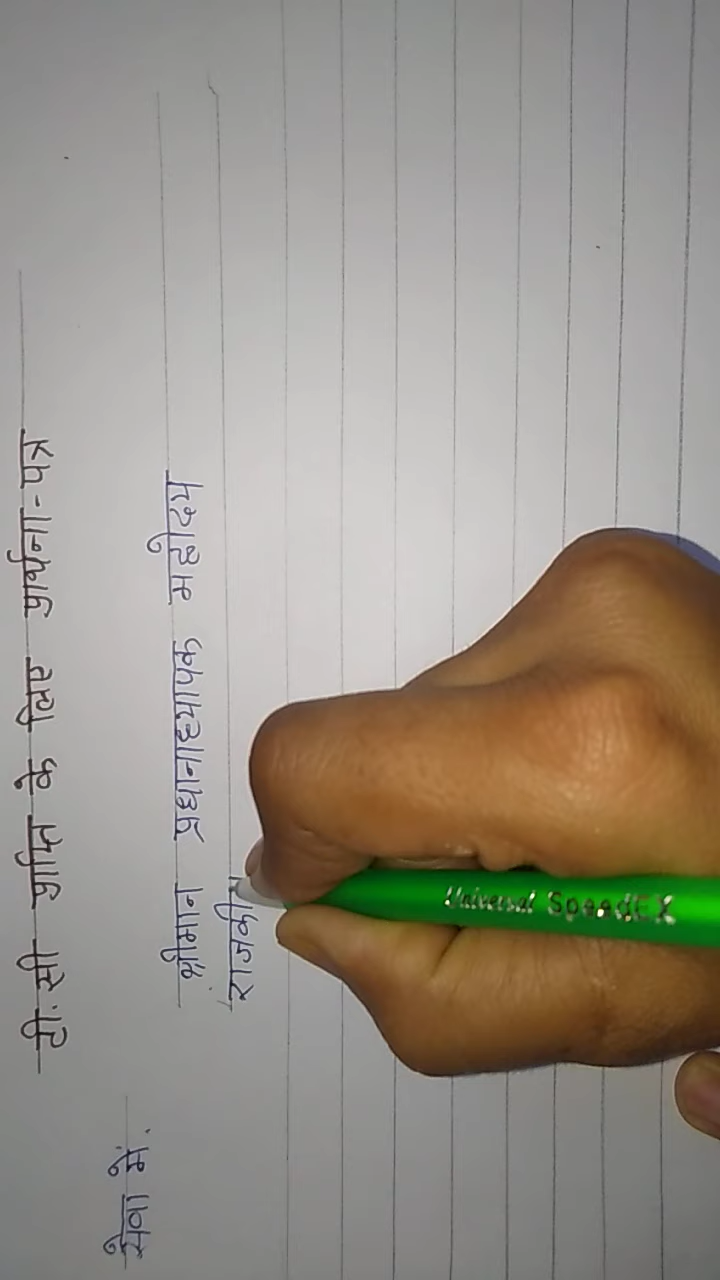 टी.सी प्राप्ति के लिए प्रार्थना-पत्र
सेवा में.
श्रीमान प्रधानाध्यापक महोदय
राजकीय
Universal SpeedEX